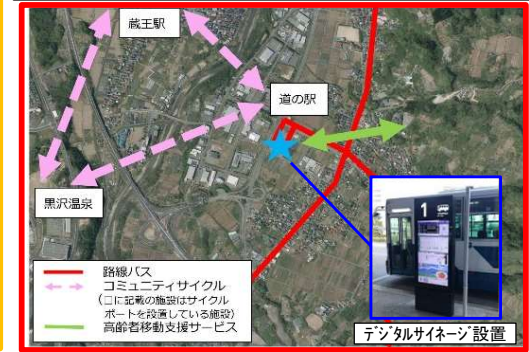 蔵王駅
道の駅
黒沢温泉
路線バス
コミュニティサイクル
(□に記載の施設はサイクル
ポートを設置している施設)
高齢者移動支援サービス
1
デジタルサイネージ設置